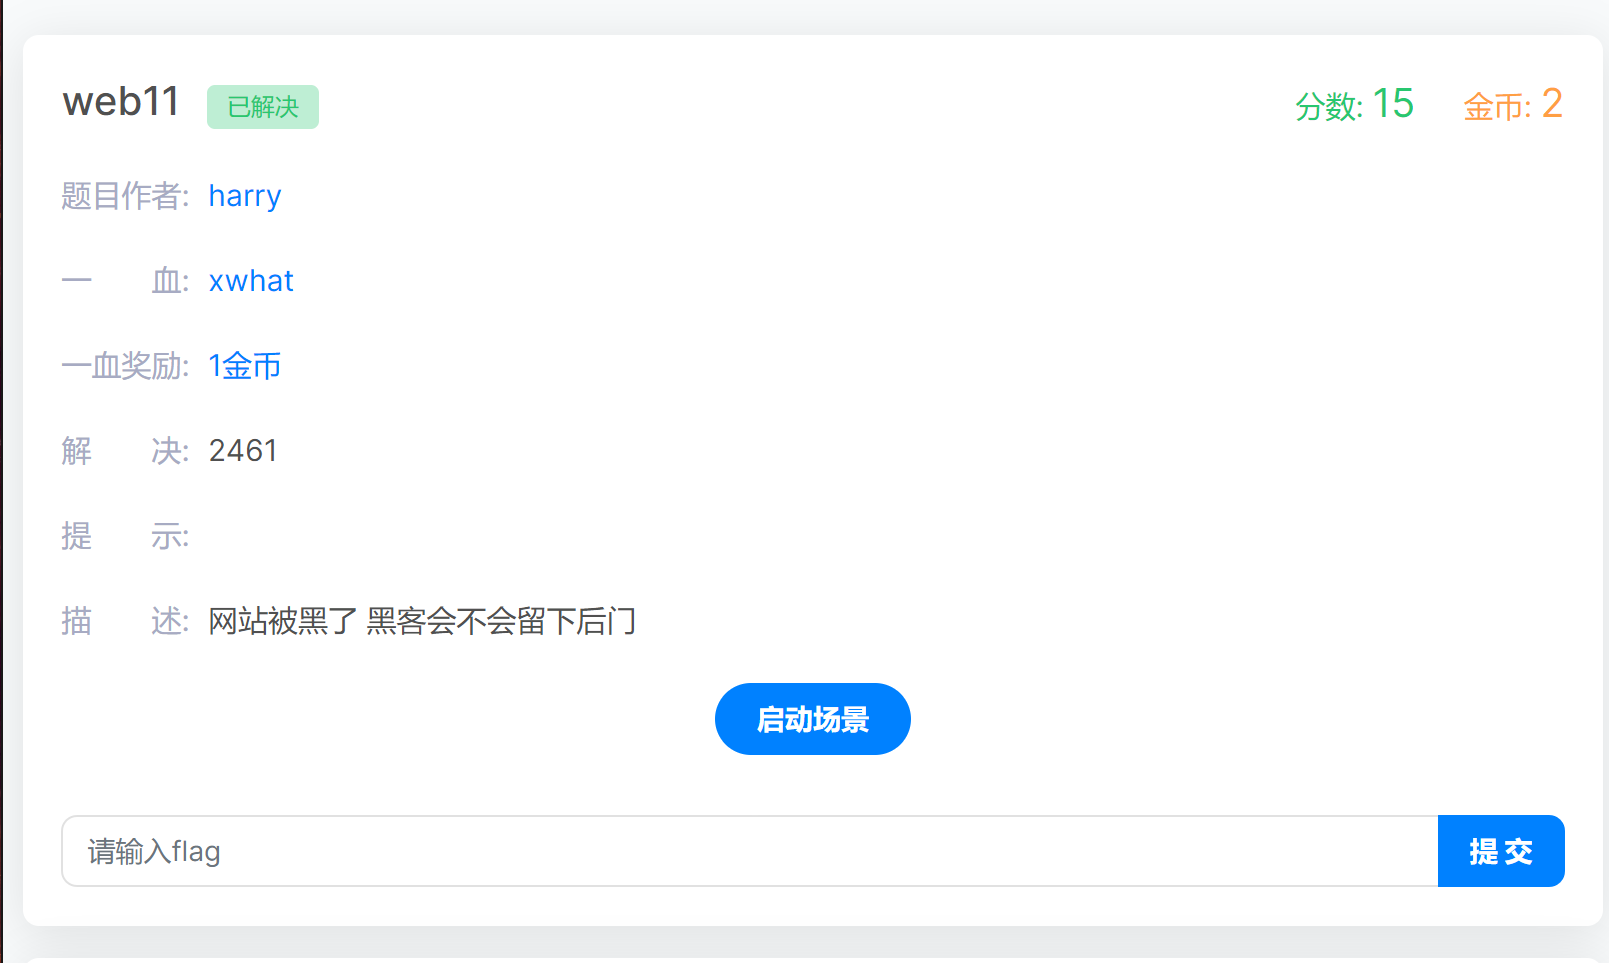 web11 已解决 分数: 15 金币: 2
题目作者: harry
一 血: xwhat
一血奖励: 1金币
解 决: 2461
提 示:
描 述: 网站被黑了 黑客会不会留下后门
启动场景
请输入flag 提 交